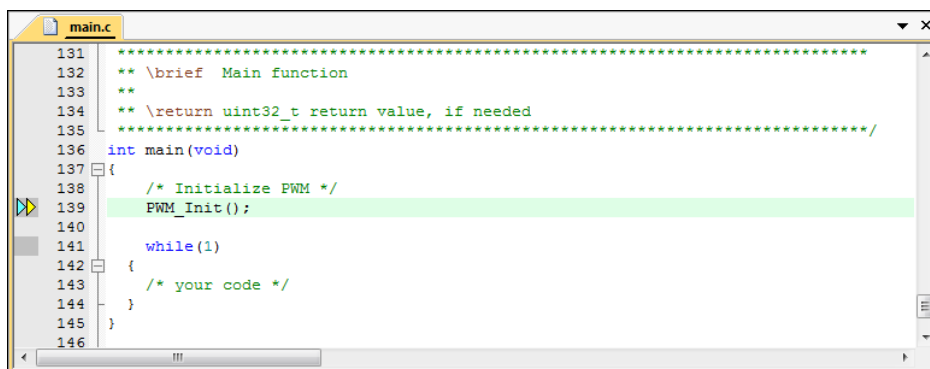 main.c
131 ******************************************************************************
132 ** \brief  Main function
133 **
134 ** \return uint32_t return value, if needed
135 ******************************************************************************/
136 int main(void)
137 {
138     /* Initialize PWM */
139     PWM_Init();
140
141     while(1)
142   {
143     /* your code */
144   }
145 }
146